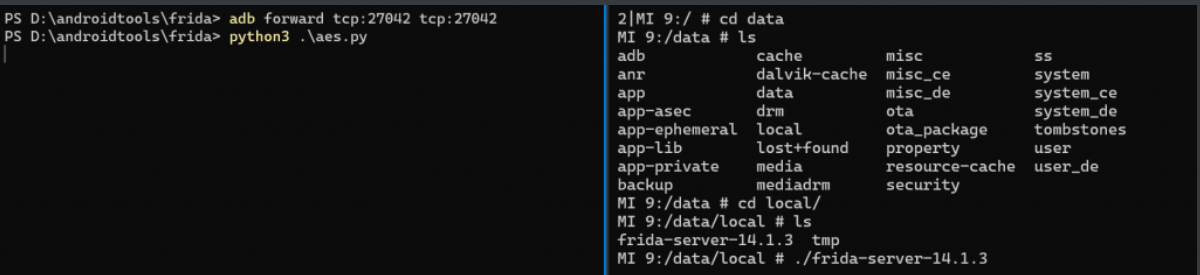 PS D:\androidtools\frida> adb forward tcp:27042 tcp:27042
PS D:\androidtools\frida> python3 .\aes.py
2|MI 9:/ # cd data
MI 9:/data # ls
adb cache misc ss
anr dalvik-cache misc_ce system
app data misc_de system_ce
app-asec drm ota system_de
app-ephemeral local ota_package tombstones
app-lib lost+found property user
app-private media resource-cache user_de
backup mediadrm security
MI 9:/data # cd local/
MI 9:/data/local # ls
frida-server-14.1.3 tmp
MI 9:/data/local # ./frida-server-14.1.3